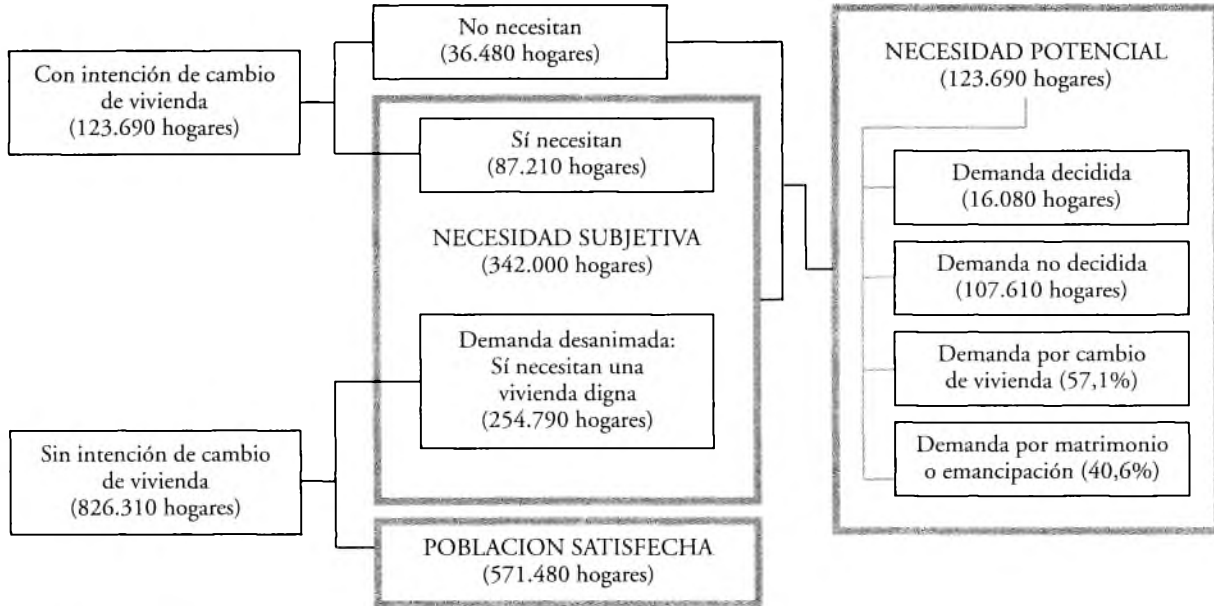 Con intención de cambio
de vivienda
(123.690 hogares)
Sin intención de cambio
de vivienda
(826.310 hogares)
No necesitan
(36.480 hogares)
Sí necesitan
(87.210 hogares)
NECESIDAD SUBJETIVA
(342.000 hogares)
Demanda desanimada:
Sí necesitan una
vivienda digna
(254.790 hogares)
POBLACION SATISFECHA
(571.480 hogares)
NECESIDAD POTENCIAL
(123.690 hogares)
Demanda decidida
(16.080 hogares)
Demanda no decidida
(107.610 hogares)
Demanda por cambio
de vivienda (57,1%)
Demanda por matrimonio
o emancipación (40,6%)